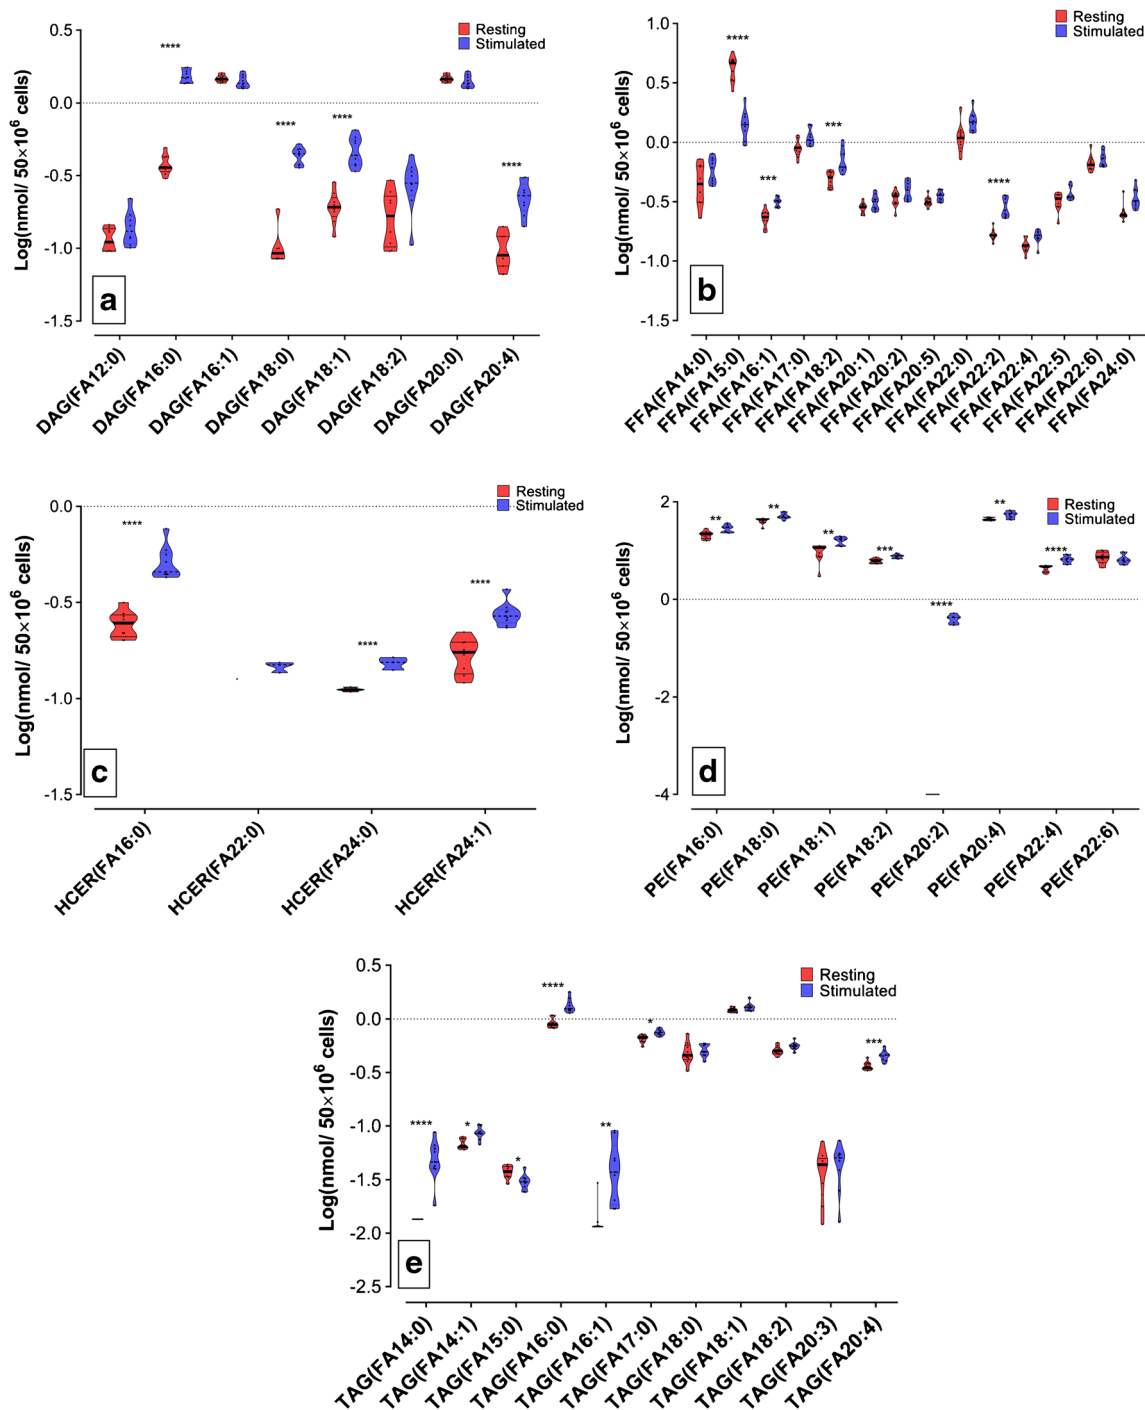 Resting
Stimulated
Log(nmol/ 50×10⁶ cells)
0.5
0.0
-0.5
-1.0
-1.5
****
****
****
****
a
DAG(FA12:0)
DAG(FA16:0)
DAG(FA16:1)
DAG(FA18:0)
DAG(FA18:1)
DAG(FA18:2)
DAG(FA20:0)
DAG(FA20:4)
Resting
Stimulated
Log(nmol/ 50×10⁶ cells)
1.0
0.5
0.0
-0.5
-1.0
-1.5
****
***
***
****
b
FFA(FA14:0)
FFA(FA15:0)
FFA(FA16:1)
FFA(FA17:0)
FFA(FA18:2)
FFA(FA20:1)
FFA(FA20:2)
FFA(FA20:5)
FFA(FA22:0)
FFA(FA22:2)
FFA(FA22:4)
FFA(FA22:5)
FFA(FA22:6)
FFA(FA24:0)
Resting
Stimulated
Log(nmol/ 50×10⁶ cells)
0.0
-0.5
-1.0
-1.5
****
****
****
c
HCER(FA16:0)
HCER(FA22:0)
HCER(FA24:0)
HCER(FA24:1)
Resting
Stimulated
Log(nmol/ 50×10⁶ cells)
2
0
-2
-4
**
**
**
***
****
**
****
d
PE(FA16:0)
PE(FA18:0)
PE(FA18:1)
PE(FA18:2)
PE(FA20:2)
PE(FA20:4)
PE(FA22:4)
PE(FA22:6)
Resting
Stimulated
Log(nmol/ 50×10⁶ cells)
0.5
0.0
-0.5
-1.0
-1.5
-2.0
-2.5
****
*
*
****
**
*
***
e
TAG(FA14:0)
TAG(FA14:1)
TAG(FA15:0)
TAG(FA16:0)
TAG(FA16:1)
TAG(FA17:0)
TAG(FA18:0)
TAG(FA18:1)
TAG(FA18:2)
TAG(FA20:3)
TAG(FA20:4)